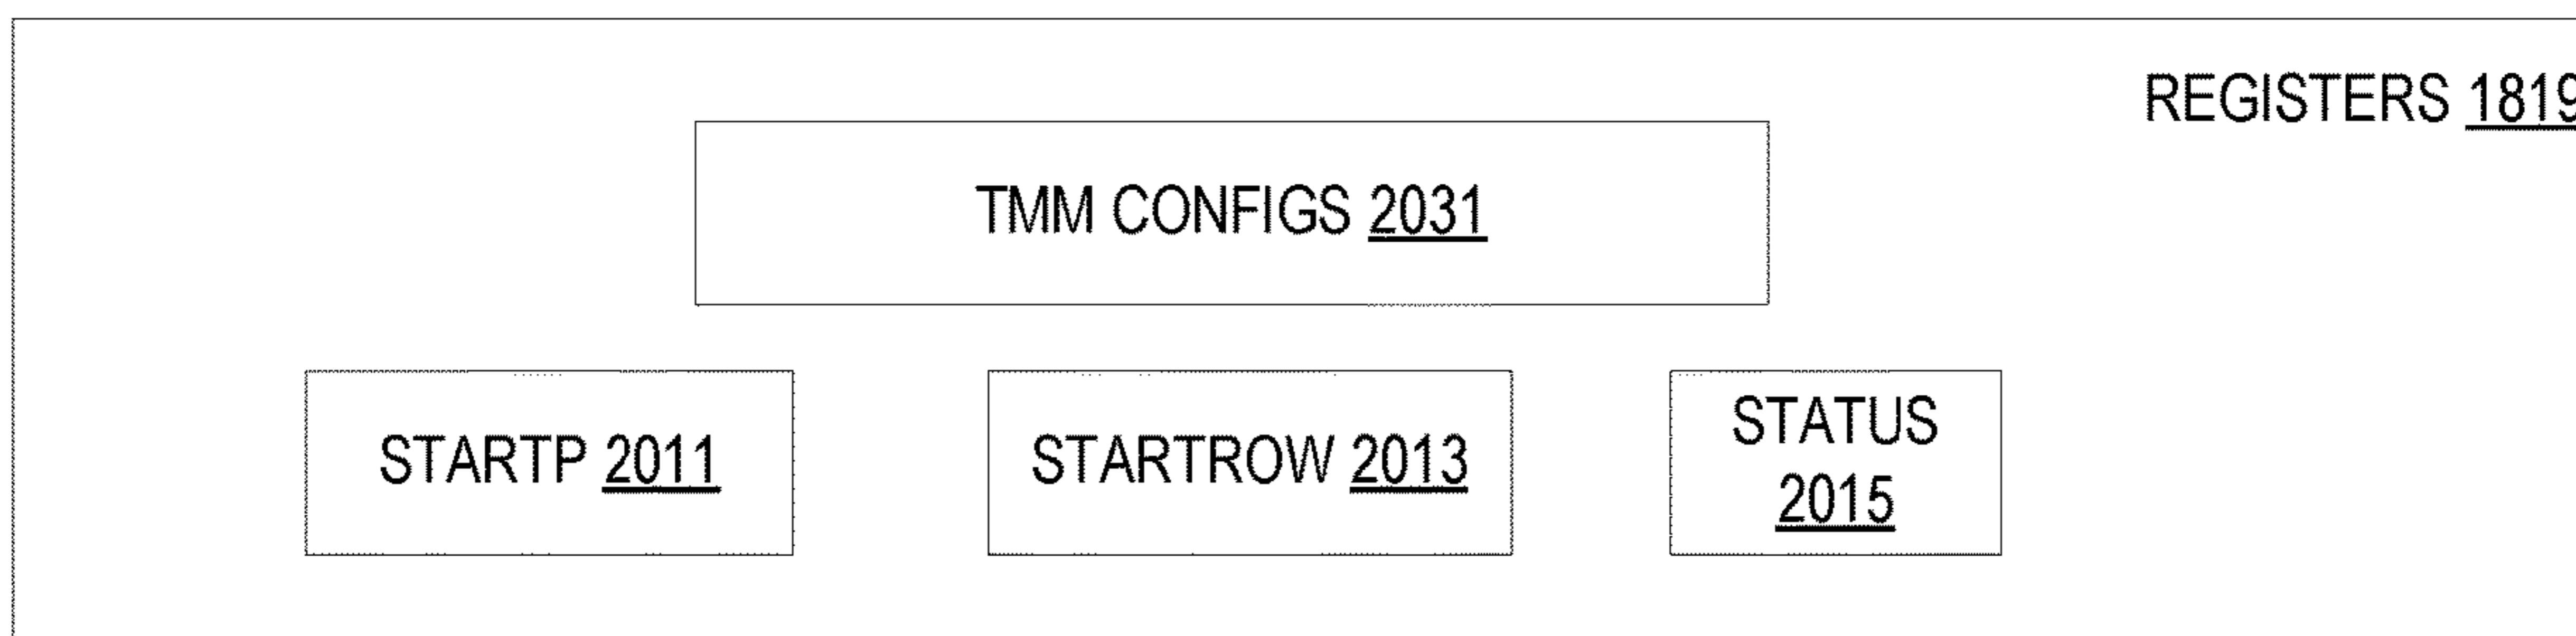 REGISTERS 1819
TMM CONFIGS 2031
STARTP 2011
STARTROW 2013
STATUS
2015